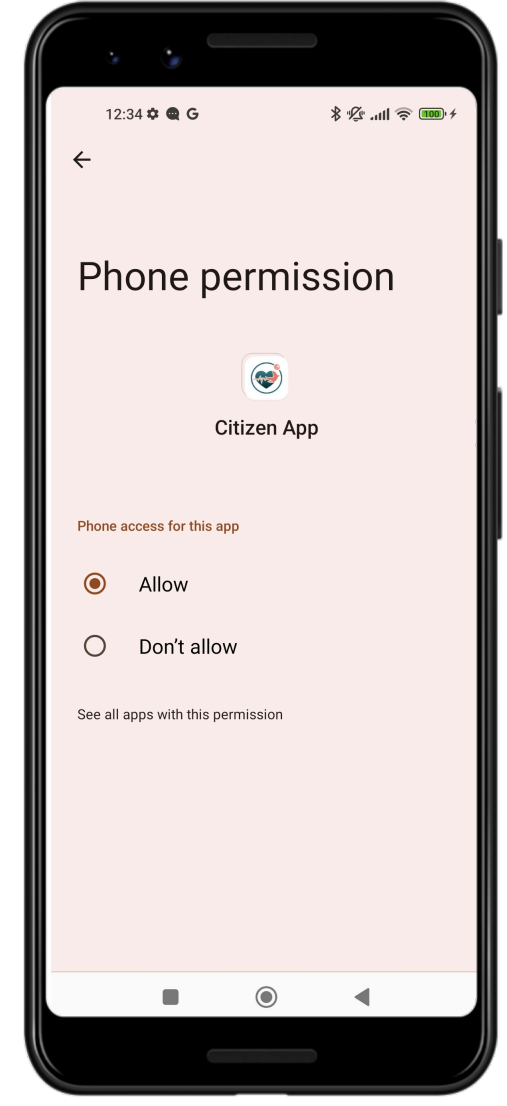 12:34
100
Phone permission
Citizen App
Phone access for this app
Allow
Don't allow
See all apps with this permission